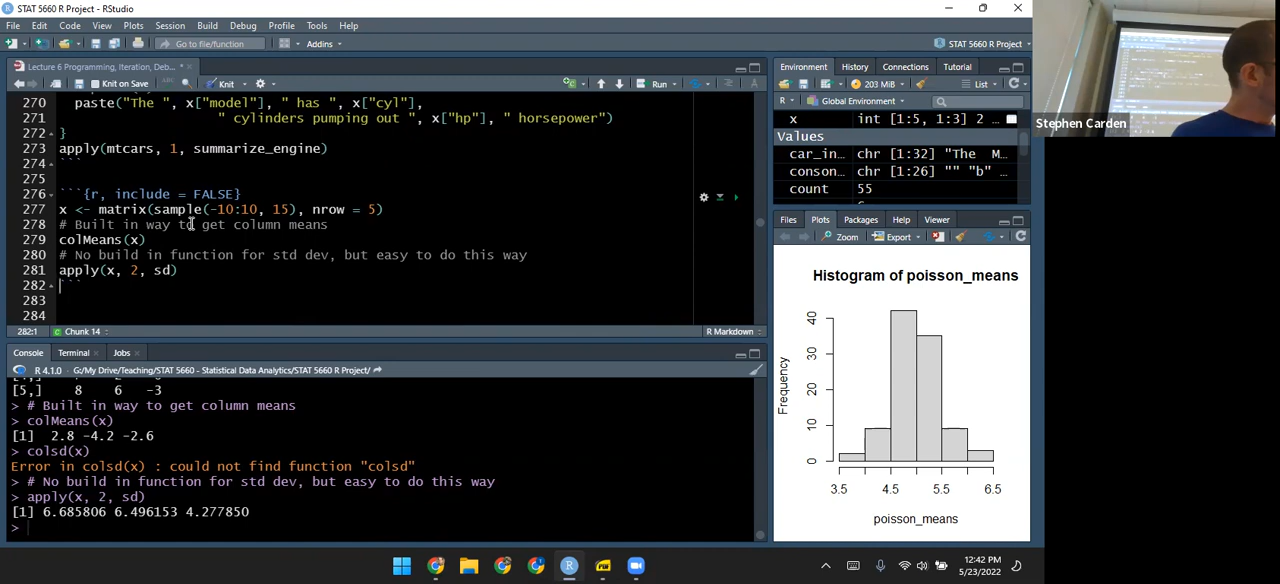 STAT 5660 R Project - RStudio
File Edit Code View Plots Session Build Debug Profile Tools Help
Go to file/function Addins STAT 5660 R Project
Lecture 6 Programming, Iteration, Deb...
Knit on Save ABC Knit Run
270 paste("The ", x["model"], " has ", x["cyl"],
271 " cylinders pumping out ", x["hp"], " horsepower")
272 }
273 apply(mtcars, 1, summarize_engine)
274 ```
275
276 ```{r, include = FALSE}
277 x <- matrix(sample(-10:10, 15), nrow = 5)
278 # Built in way to get column means
279 colMeans(x)
280 # No build in function for std dev, but easy to do this way
281 apply(x, 2, sd)
282 ```
283
284
282:1 Chunk 14 R Markdown
Console Terminal Jobs
R 4.1.0 · G:/My Drive/Teaching/STAT 5660 - Statistical Data Analytics/STAT 5660 R Project/
[5,] 8 6 -3
> # Built in way to get column means
> colMeans(x)
[1] 2.8 -4.2 -2.6
> colsd(x)
Error in colsd(x) : could not find function "colsd"
> # No build in function for std dev, but easy to do this way
> apply(x, 2, sd)
[1] 6.685806 6.496153 4.277850
>
Environment History Connections Tutorial
203 MiB List
R Global Environment
x int [1:5, 1:3] 2 ...
Values
car_in... chr [1:32] "The M...
conson... chr [1:26] "" "b" ...
count 55
Files Plots Packages Help Viewer
Zoom Export
Histogram of poisson_means
Frequency
40
30
20
10
0
3.5 4.5 5.5 6.5
poisson_means
Stephen Carden
12:42 PM
5/23/2022